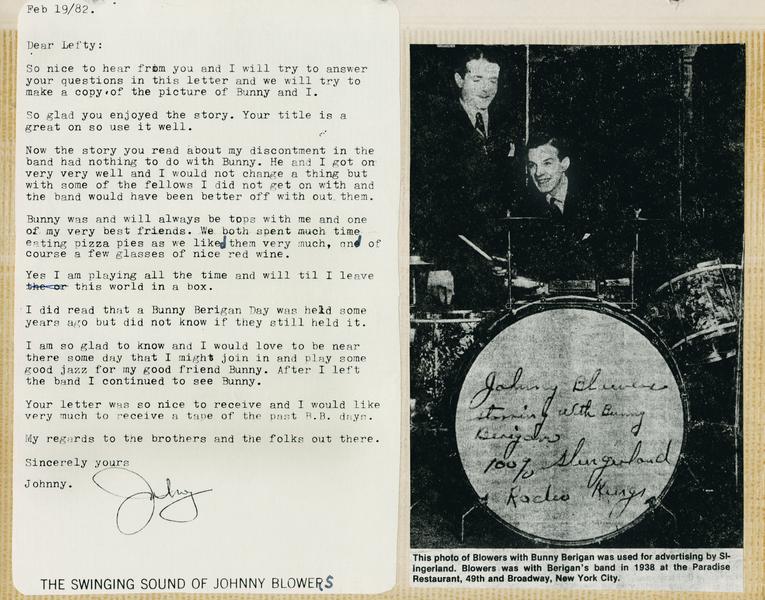 Feb 19/82.
Dear Lefty:
So nice to hear from you and I will try to answer
your questions in this letter and we will try to
make a copy of the picture of Bunny and I.
So glad you enjoyed the story. Your title is a
great on so use it well.
Now the story you read about my discontment in the
band had nothing to do with Bunny. He and I got on
very very well and I would not change a thing but
with some of the fellows I did not get on with and
the band would have been better off with out them.
Bunny was and will always be tops with me and one
of my very best friends. We both spent much time
eating pizza pies as we liked them very much, and of
course a few glasses of nice red wine.
Yes I am playing all the time and will til I leave
the or this world in a box.
I did read that a Bunny Berigan Day was held some
years ago but did not know if they still held it.
I am so glad to know and I would love to be near
there some day that I might join in and play some
good jazz for my good friend Bunny. After I left
the band I continued to see Bunny.
Your letter was so nice to receive and I would like
very much to receive a tape of the past B.B. days.
My regards to the brothers and the folks out there.
Sincerely yours
Johnny. Johnny
THE SWINGING SOUND OF JOHNNY BLOWERS
Johnny Blowers
starring with Bunny
Berigan
100% Slingerland
Radio Kings
This photo of Blowers with Bunny Berigan was used for advertising by Sl-
ingerland. Blowers was with Berigan's band in 1938 at the Paradise
Restaurant, 49th and Broadway, New York City.